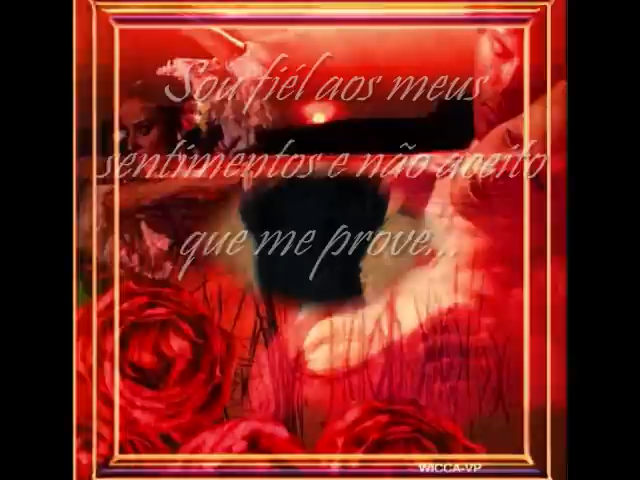 Sou fiél aos meus
sentimentos e não aceito
que me prove...
WICCA-VP